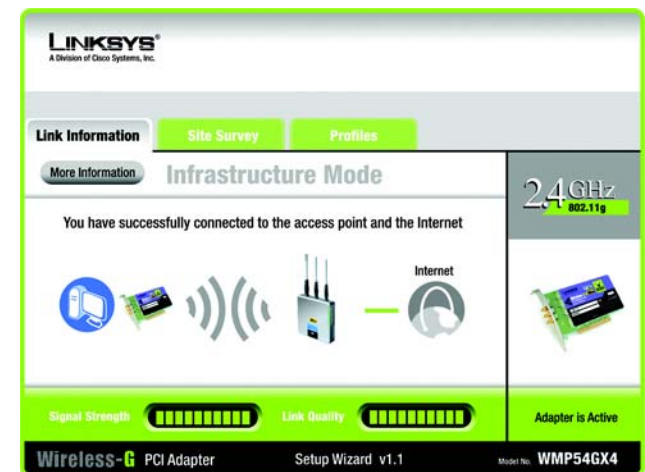 LINKSYS®
A Division of Cisco Systems, Inc.
Link Information
Site Survey
Profiles
More Information
Infrastructure Mode
2.4GHz
802.11g
You have successfully connected to the access point and the Internet
Internet
Signal Strength
Link Quality
Adapter is Active
Wireless-G PCI Adapter
Setup Wizard v1.1
Model No. WMP54GX4